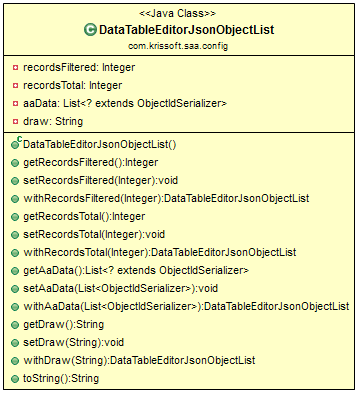 <<Java Class>>
DataTableEditorJsonObjectList
com.krissoft.saa.config
recordsFiltered: Integer
recordsTotal: Integer
aaData: List<? extends ObjectIdSerializer>
draw: String
DataTableEditorJsonObjectList()
getRecordsFiltered():Integer
setRecordsFiltered(Integer):void
withRecordsFiltered(Integer):DataTableEditorJsonObjectList
getRecordsTotal():Integer
setRecordsTotal(Integer):void
withRecordsTotal(Integer):DataTableEditorJsonObjectList
getAaData():List<? extends ObjectIdSerializer>
setAaData(List<ObjectIdSerializer>):void
withAaData(List<ObjectIdSerializer>):DataTableEditorJsonObjectList
getDraw():String
setDraw(String):void
withDraw(String):DataTableEditorJsonObjectList
toString():String